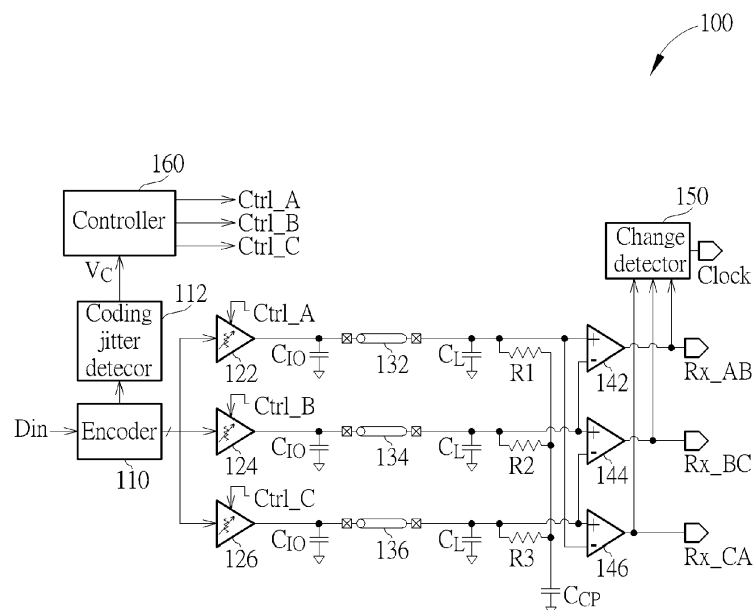 100
160
Controller
Ctrl_A
Ctrl_B
Ctrl_C
150
Change
detector
Clock
VC
112
Coding
jitter
detecor
Ctrl_A
122
CIO
132
CL
R1
142
Rx_AB
Din
Encoder
110
Ctrl_B
124
CIO
134
CL
R2
144
Rx_BC
Ctrl_C
126
CIO
136
CL
R3
146
Rx_CA
CCP